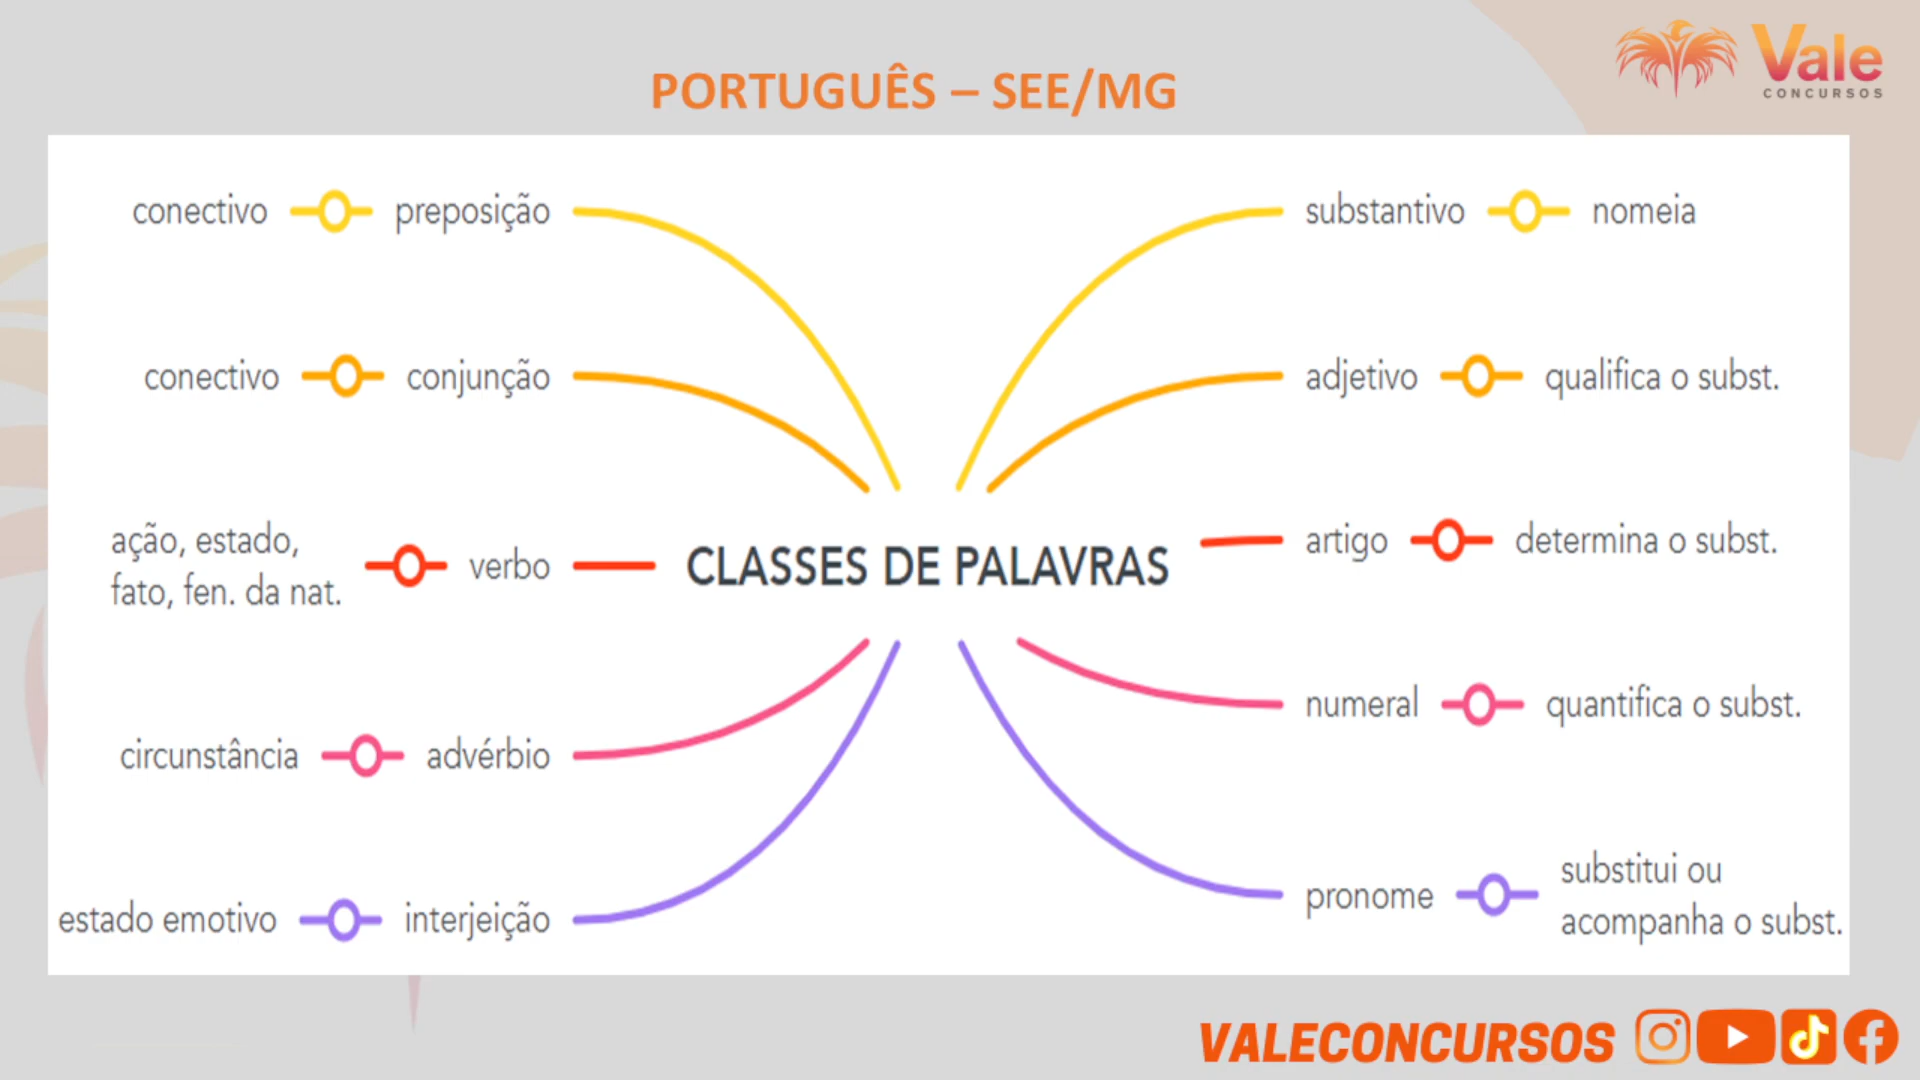 Vale
CONCURSOS
PORTUGUÊS – SEE/MG
conectivo preposição
conectivo conjunção
ação, estado,
fato, fen. da nat.
verbo
circunstância advérbio
estado emotivo interjeição
CLASSES DE PALAVRAS
substantivo nomeia
adjetivo qualifica o subst.
artigo determina o subst.
numeral quantifica o subst.
pronome
substitui ou
acompanha o subst.
VALECONCURSOS